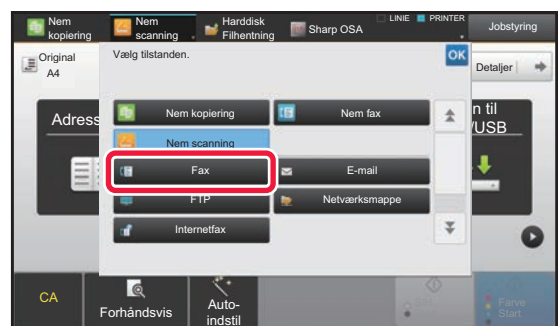 Nem
kopiering
Nem
scanning
Harddisk
Filhentning
Sharp OSA
LINIE
PRINTER
Jobstyring
Original
A4
Vælg tilstanden.
OK
Detaljer
Adress
n til
/USB
Nem kopiering
Nem fax
Nem scanning
Fax
E-mail
FTP
Netværksmappe
Internetfax
CA
Forhåndsvis
Auto-
indstil
Farve
Start